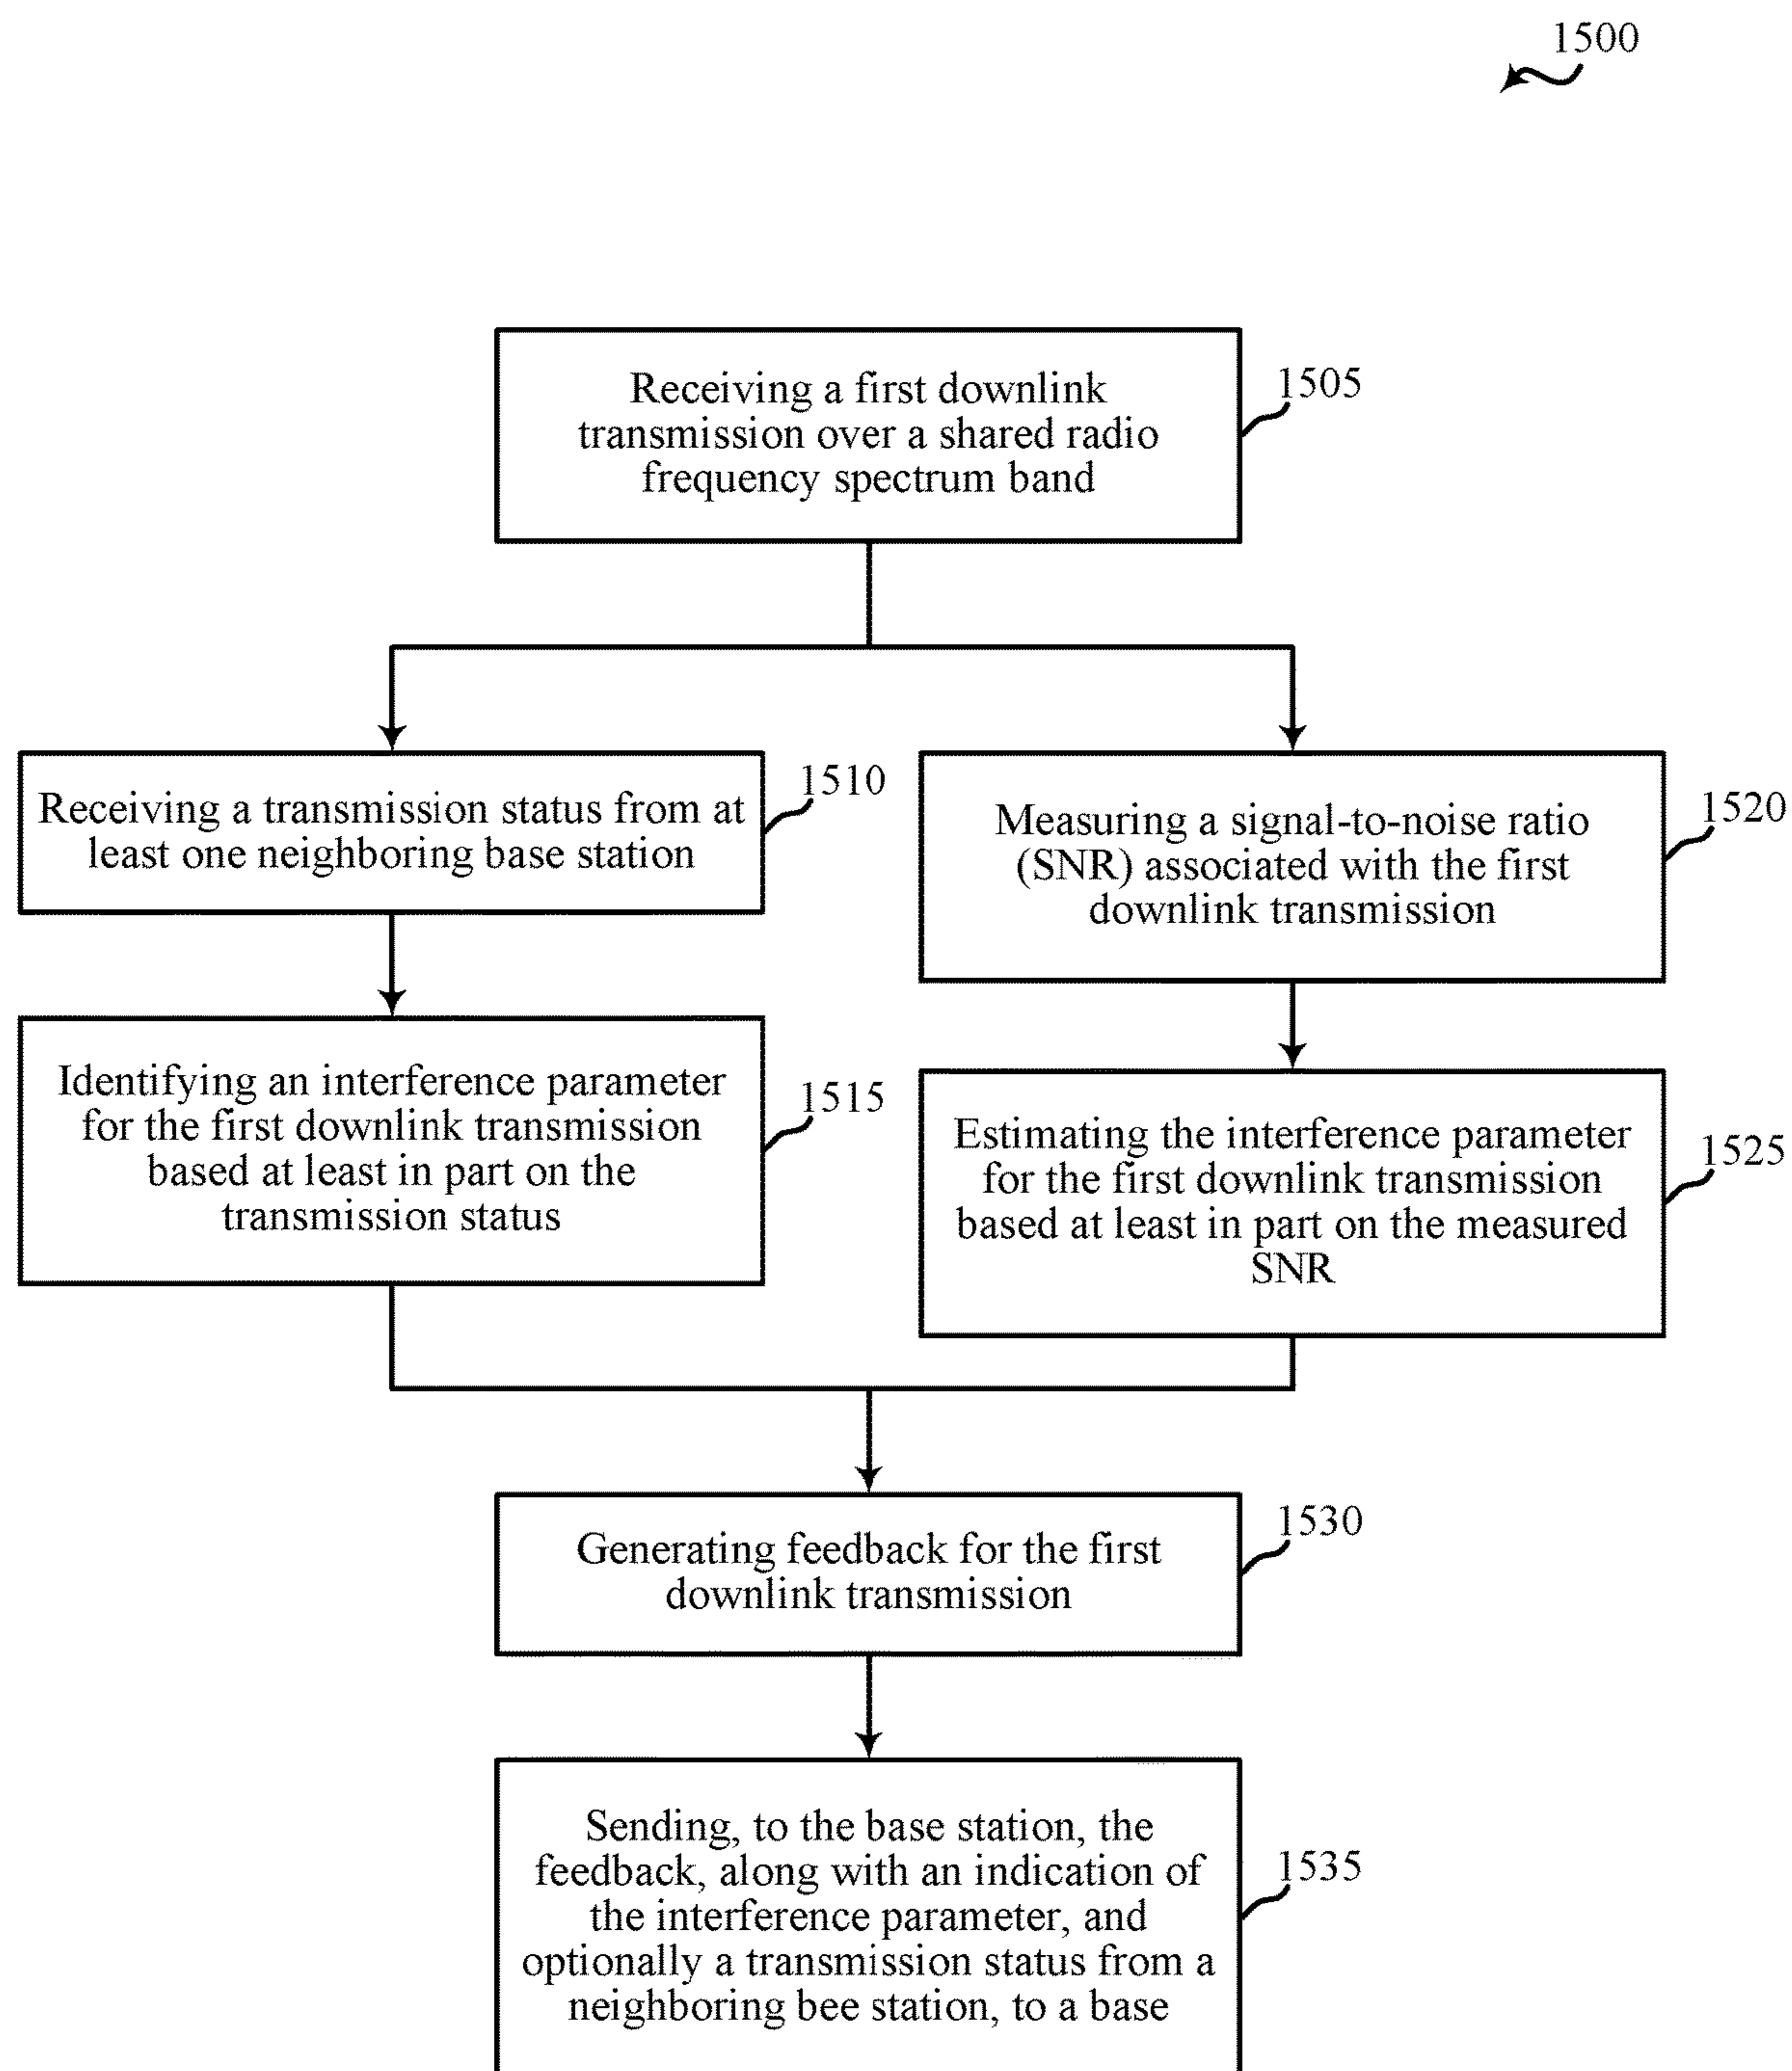 1500
Receiving a first downlink
transmission over a shared radio
frequency spectrum band
1505
Receiving a transmission status from at
least one neighboring base station
1510
Identifying an interference parameter
for the first downlink transmission
based at least in part on the
transmission status
1515
Measuring a signal-to-noise ratio
(SNR) associated with the first
downlink transmission
1520
Estimating the interference parameter
for the first downlink transmission
based at least in part on the measured
SNR
1525
Generating feedback for the first
downlink transmission
1530
Sending, to the base station, the
feedback, along with an indication of
the interference parameter, and
optionally a transmission status from a
neighboring bee station, to a base
1535